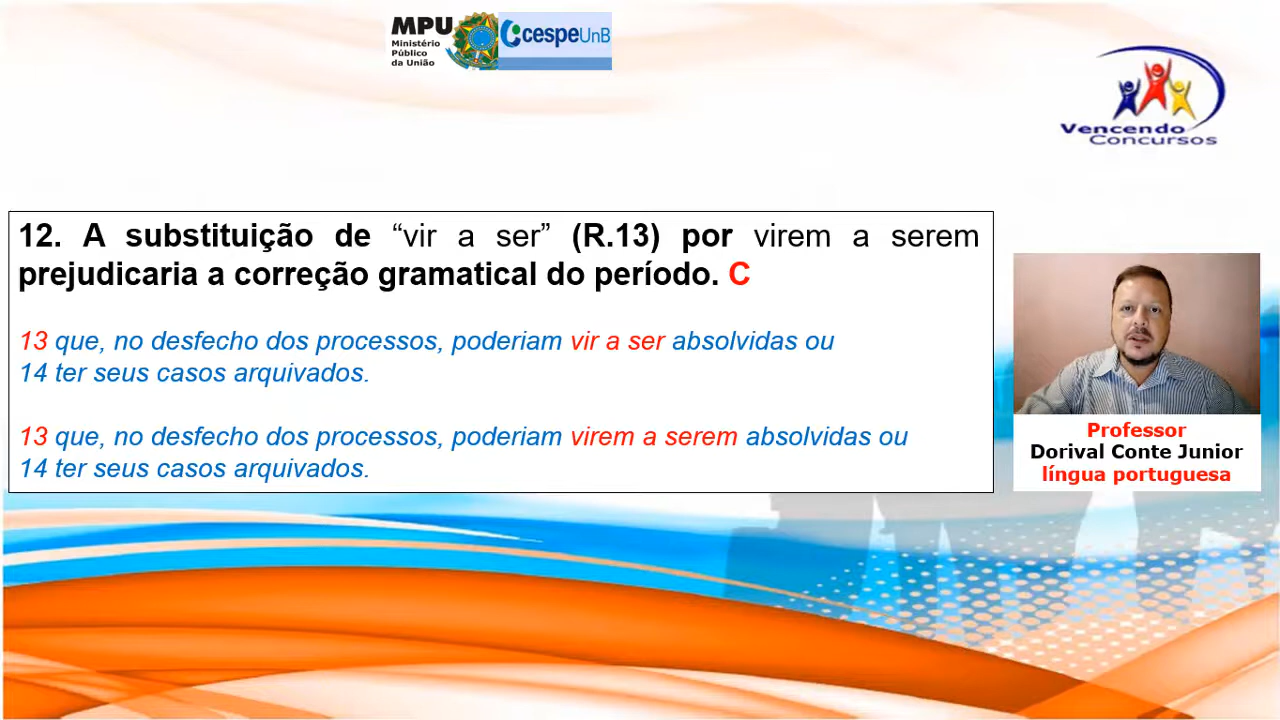 MPU
Ministério
Público
da União
cespeUnB
Vencendo
Concursos
12. A substituição de “vir a ser” (R.13) por virem a serem
prejudicaria a correção gramatical do período. C
13 que, no desfecho dos processos, poderiam vir a ser absolvidas ou
14 ter seus casos arquivados.
13 que, no desfecho dos processos, poderiam virem a serem absolvidas ou
14 ter seus casos arquivados.
Professor
Dorival Conte Junior
língua portuguesa